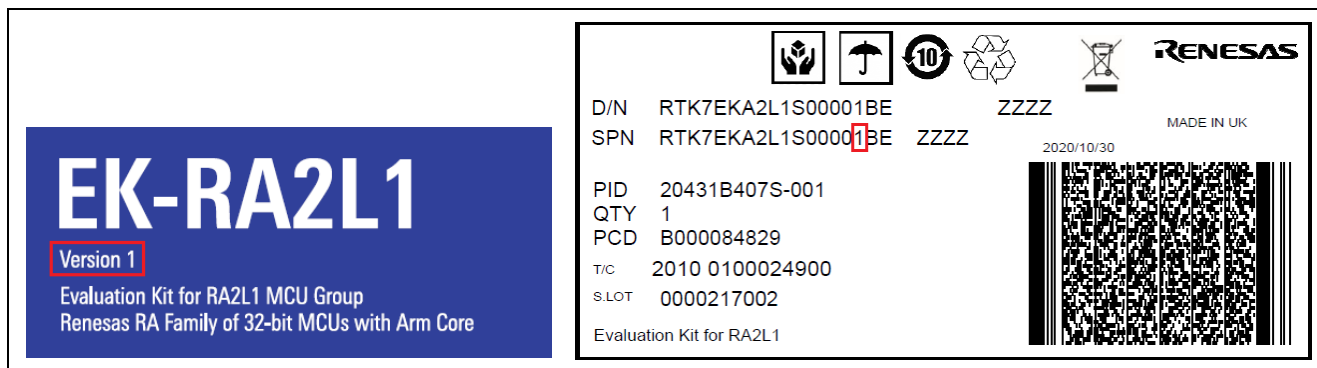 EK-RA2L1
Version 1
Evaluation Kit for RA2L1 MCU Group
Renesas RA Family of 32-bit MCUs with Arm Core
10
RENESAS
D/N RTK7EKA2L1S00001BE ZZZZ
SPN RTK7EKA2L1S00001BE ZZZZ
MADE IN UK
2020/10/30
PID 20431B407S-001
QTY 1
PCD B000084829
T/C 2010 0100024900
S.LOT 0000217002
Evaluation Kit for RA2L1